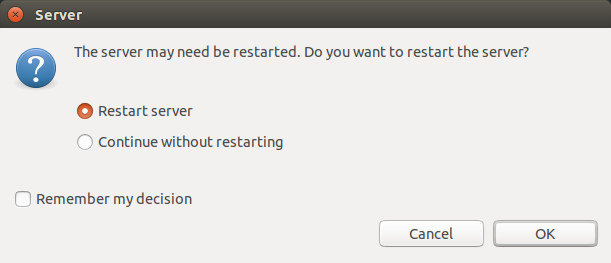 Server
The server may need be restarted. Do you want to restart the server?
Restart server
Continue without restarting
Remember my decision
Cancel
OK